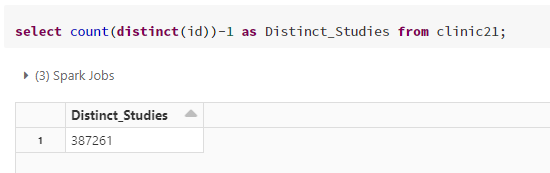 select count(distinct(id))-1 as Distinct_Studies from clinic21;
(3) Spark Jobs
Distinct_Studies
1 387261